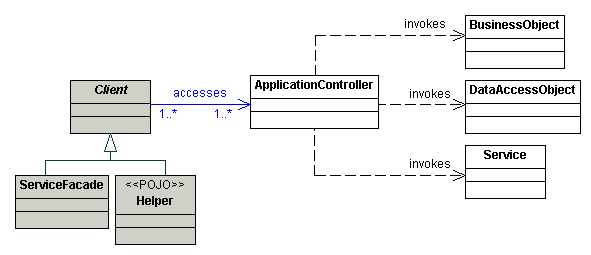 BusinessObject
invokes
Client
accesses
1..*
1..*
ApplicationController
invokes
DataAccessObject
ServiceFacade
<<POJO>>
Helper
invokes
Service